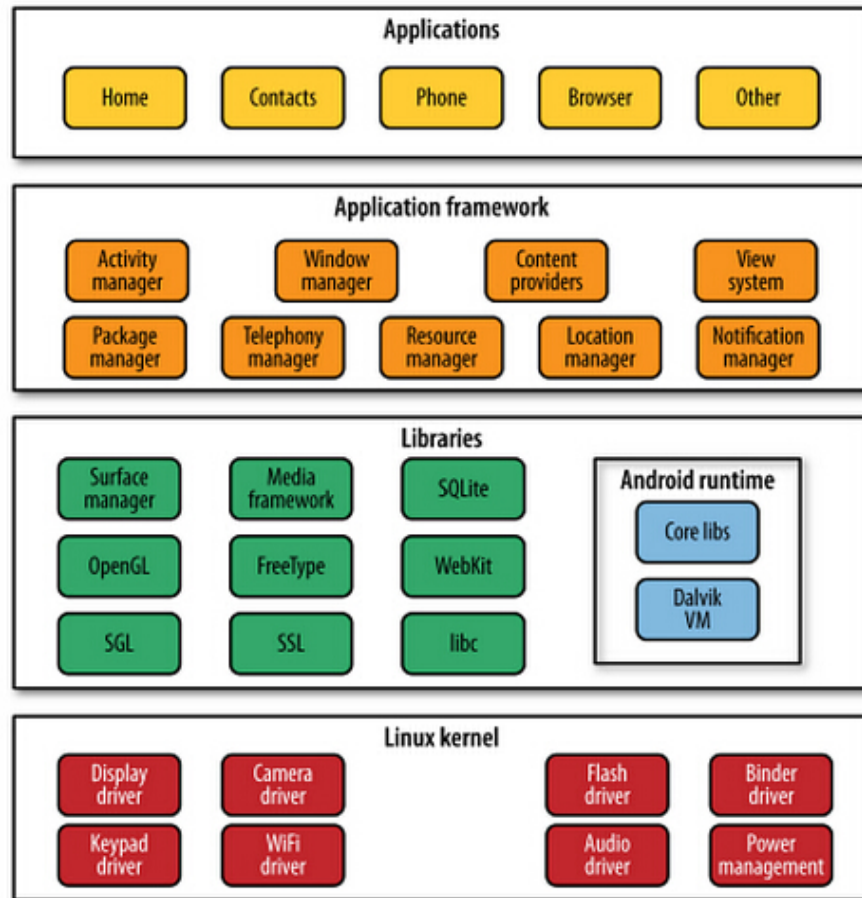 Applications
Home Contacts Phone Browser Other
Application framework
Activity Window Content View
manager manager providers system
Package Telephony Resource Location Notification
manager manager manager manager manager
Libraries
Surface Media SQLite
manager framework
Android runtime
Core libs
OpenGL FreeType WebKit
Dalvik
VM
SGL SSL libc
Linux kernel
Display Camera Flash Binder
driver driver driver driver
Keypad WiFi Audio Power
driver driver driver management